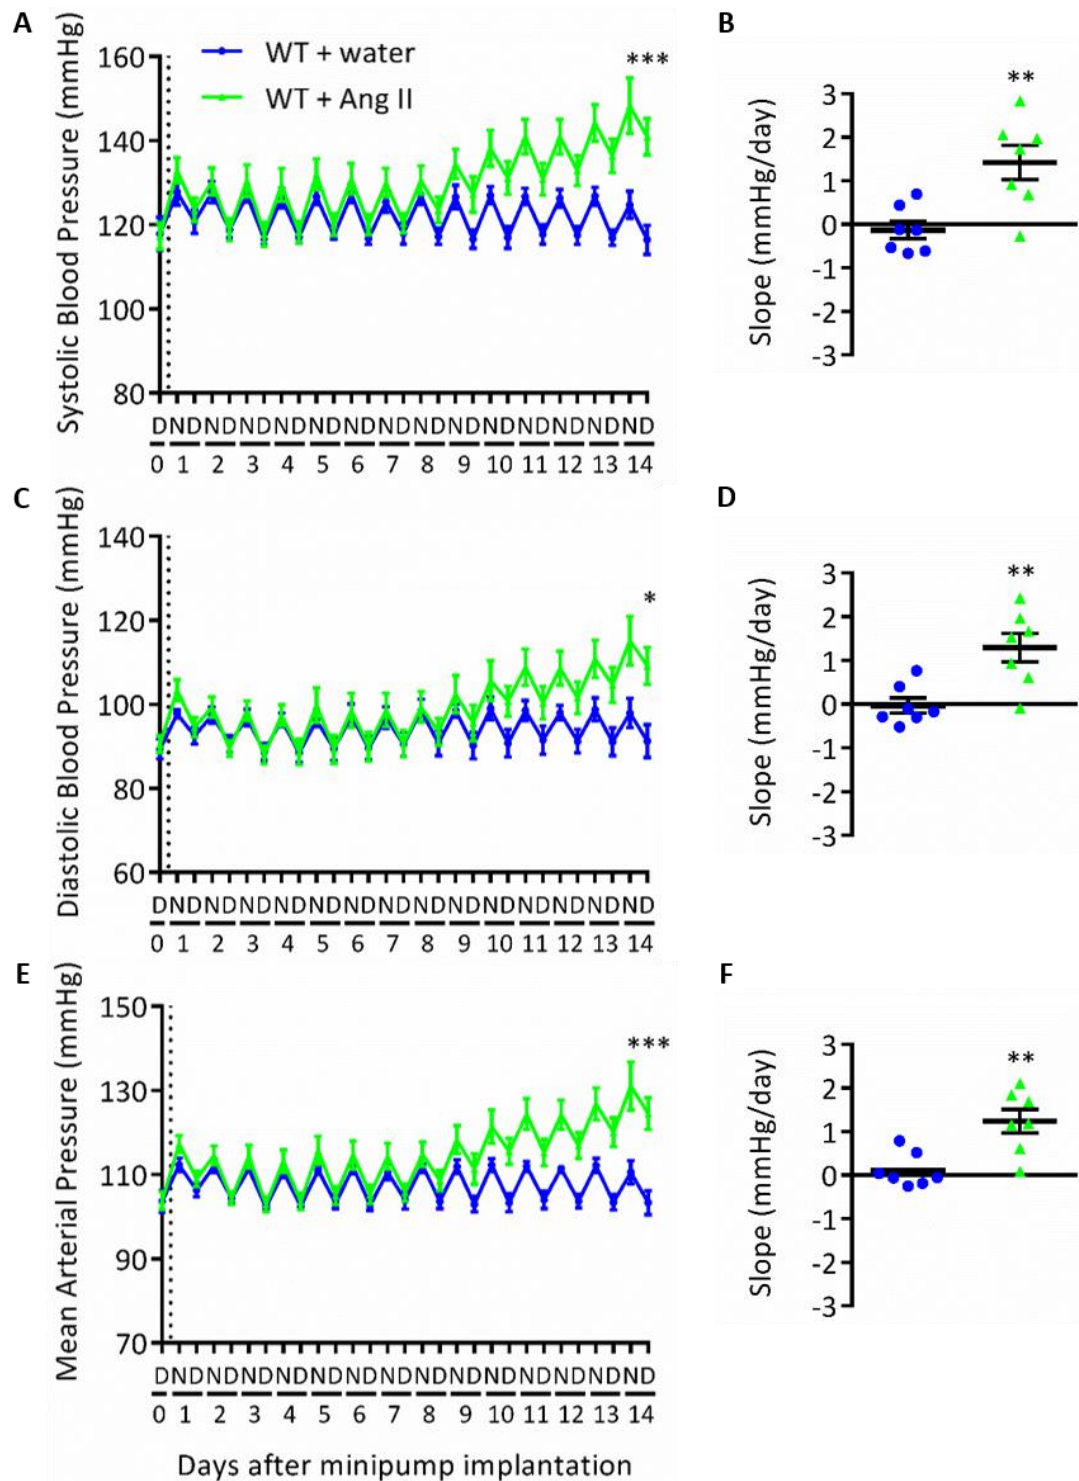 A
B
Systolic Blood Pressure (mmHg)
160
140
120
100
80
WT + water
WT + Ang II
***
D N D N D N D N D N D N D N D N D N D N D N D N D N D N D
0 1 2 3 4 5 6 7 8 9 10 11 12 13 14
Slope (mmHg/day)
3
2
1
0
-1
-2
-3
**
C
D
Diastolic Blood Pressure (mmHg)
140
120
100
80
60
*
D N D N D N D N D N D N D N D N D N D N D N D N D N D N D
0 1 2 3 4 5 6 7 8 9 10 11 12 13 14
Slope (mmHg/day)
3
2
1
0
-1
-2
-3
**
E
F
Mean Arterial Pressure (mmHg)
150
130
110
90
70
***
D N D N D N D N D N D N D N D N D N D N D N D N D N D N D
0 1 2 3 4 5 6 7 8 9 10 11 12 13 14
Days after minipump implantation
Slope (mmHg/day)
3
2
1
0
-1
-2
-3
**